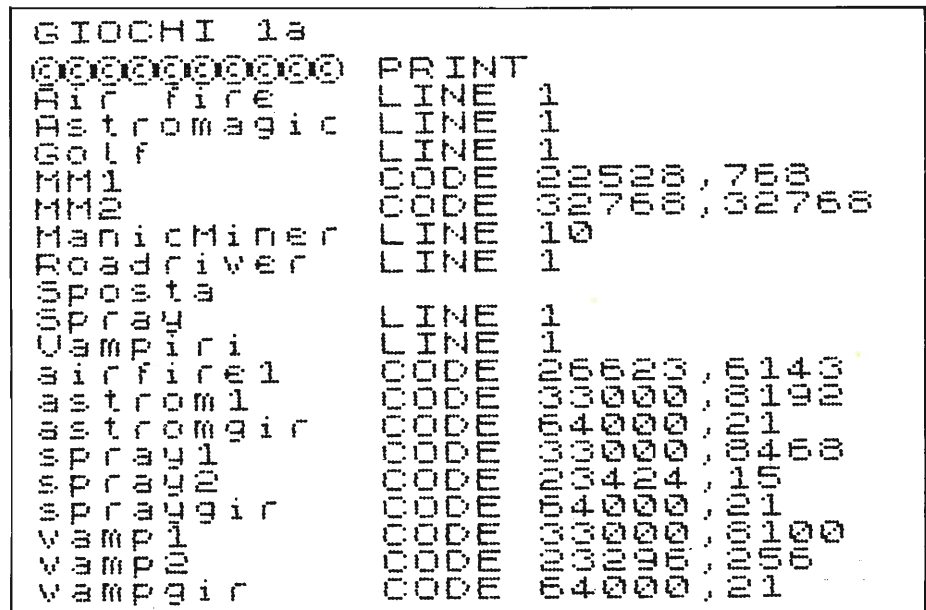 GIOCHI 1a
©©©©©©©©©© PRINT
Air fire LINE 1
Astromagic LINE 1
Golf LINE 1
MM1 CODE 22528,768
MM2 CODE 32768,32768
ManicMiner LINE 10
Roadriver LINE 1
Sposta
Spray LINE 1
Vampiri LINE 1
airfire1 CODE 26623,6143
astrom1 CODE 33000,8192
astromgir CODE 64000,21
spray1 CODE 33000,8468
spray2 CODE 23424,15
spraygir CODE 64000,21
vamp1 CODE 33000,8100
vamp2 CODE 23296,256
vampgir CODE 64000,21